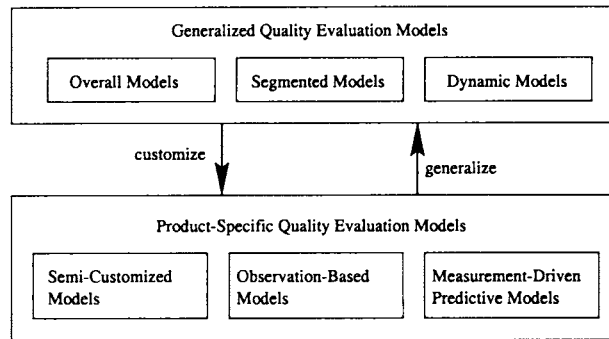 Generalized Quality Evaluation Models
Overall Models
Segmented Models
Dynamic Models
customize
generalize
Product-Specific Quality Evaluation Models
Semi-Customized
Models
Observation-Based
Models
Measurement-Driven
Predictive Models